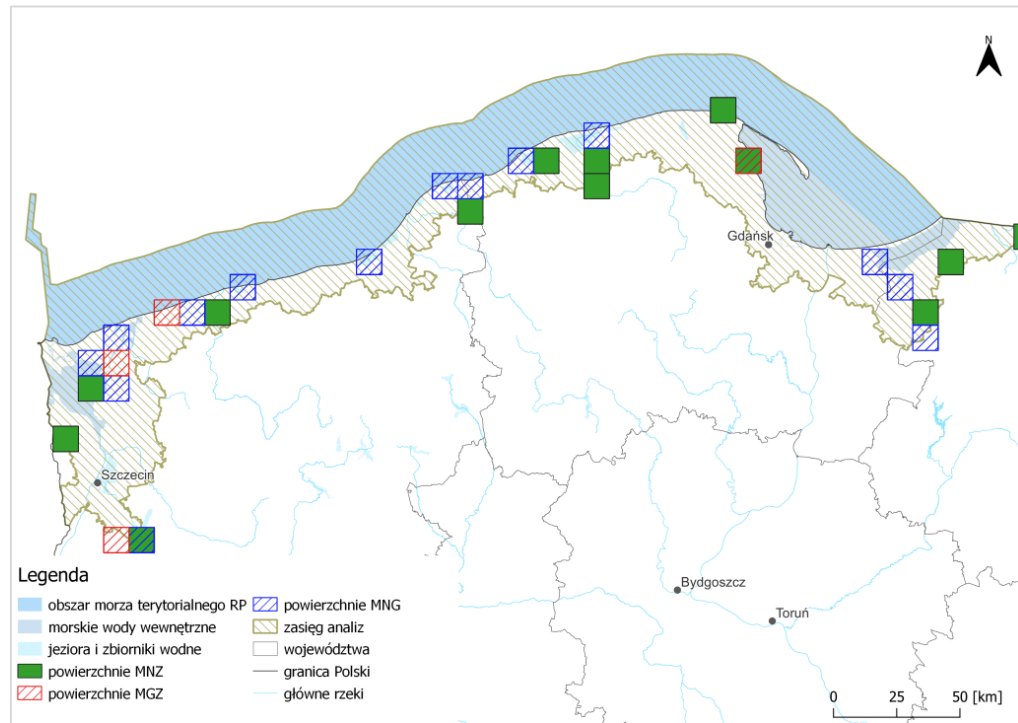 N
Gdańsk
Szczecin
Bydgoszcz
Toruń
Legenda
obszar morza terytorialnego RP
morskie wody wewnętrzne
jeziora i zbiorniki wodne
powierzchnie MNZ
powierzchnie MGZ
powierzchnie MNG
zasięg analiz
województwa
granica Polski
główne rzeki
0 25 50 [km]